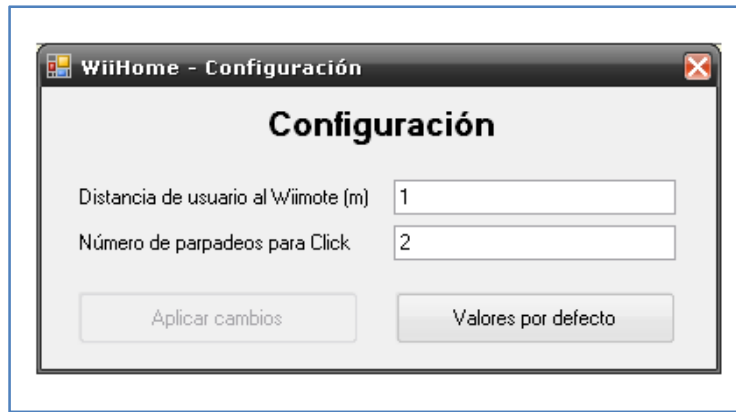 WiiHome - Configuración
Configuración
Distancia de usuario al Wiimote (m) 1
Número de parpadeos para Click 2
Aplicar cambios Valores por defecto